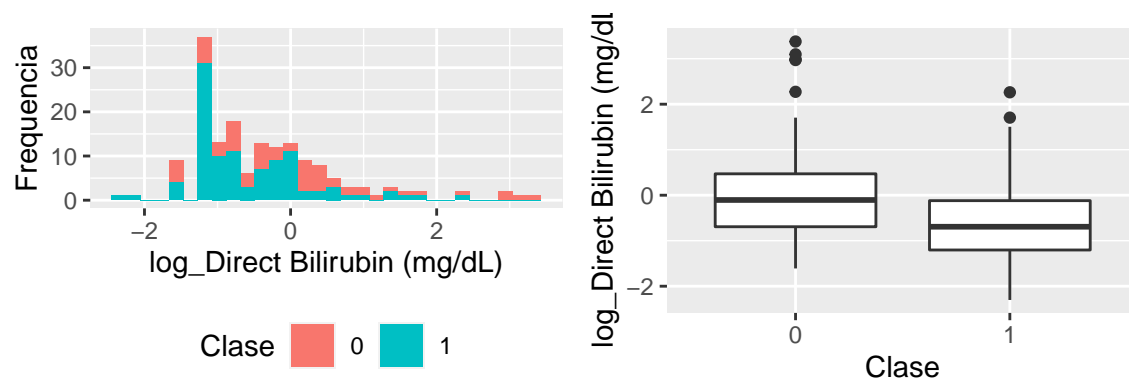 Frequencia
30
20
10
0
−2
0
2
log_Direct Bilirubin (mg/dL)
Clase
0
1
log_Direct Bilirubin (mg/dl
2
0
−2
0
1
Clase